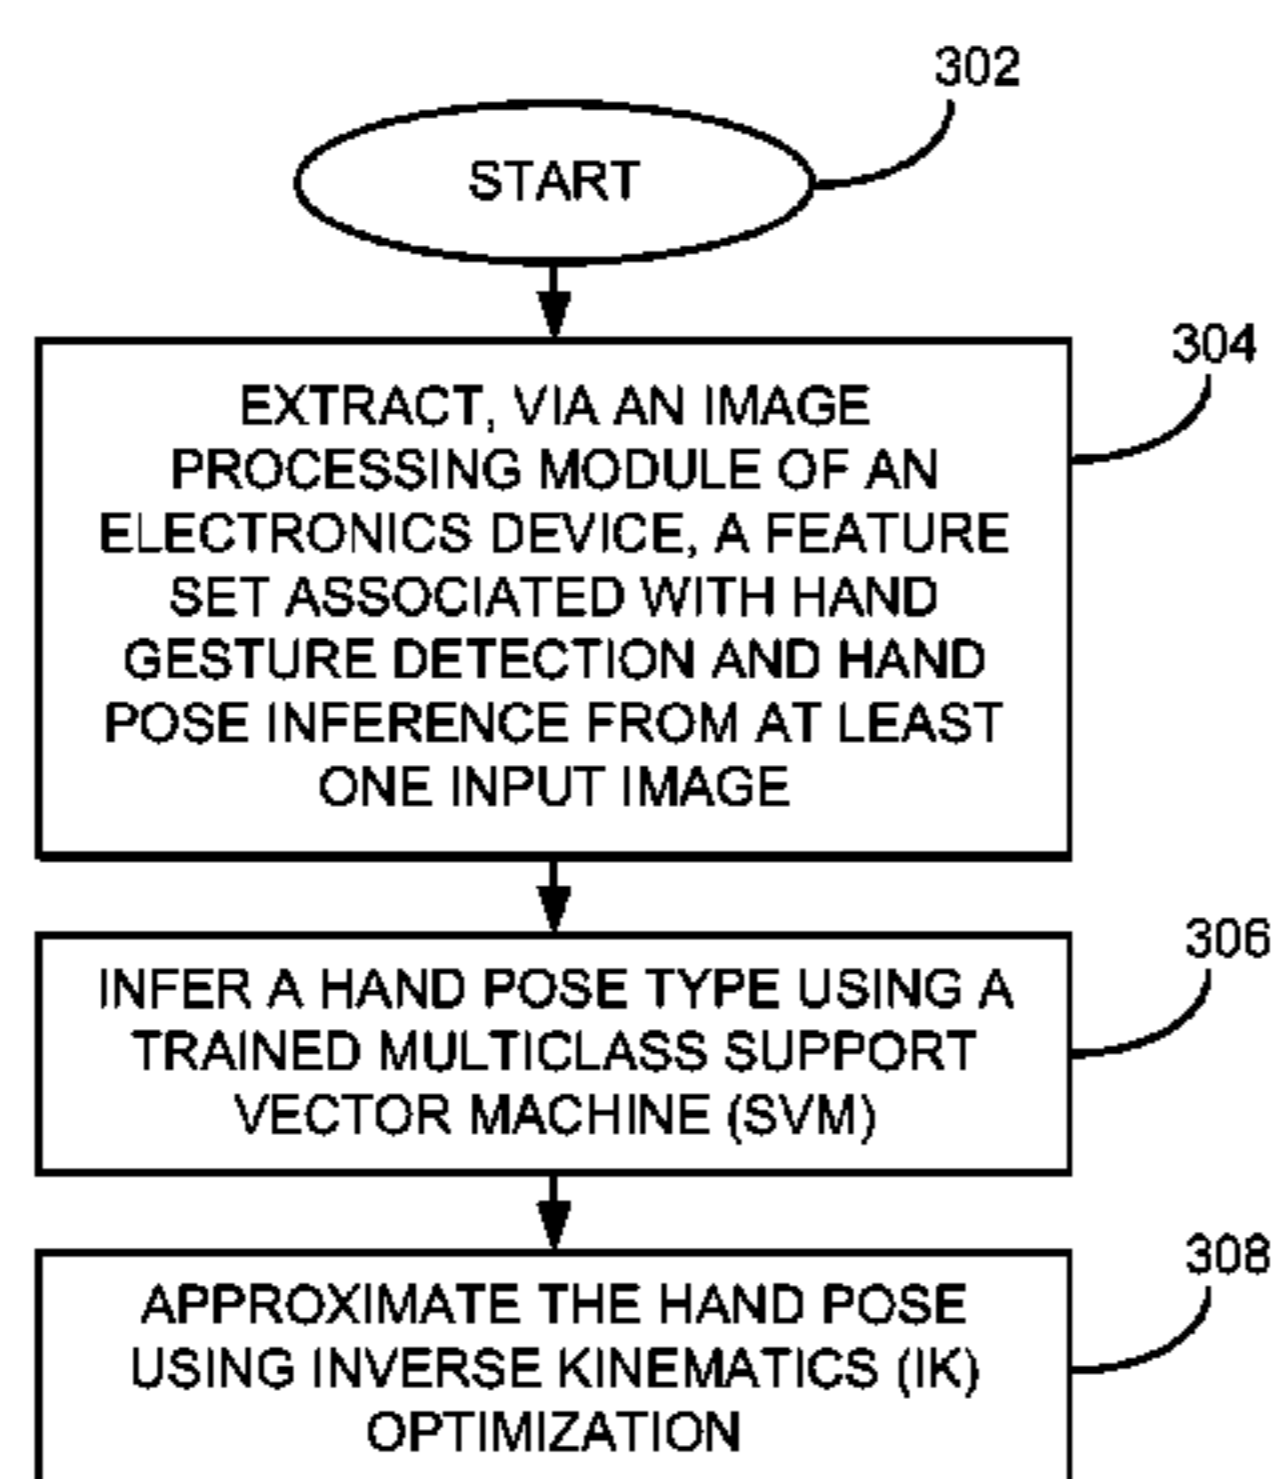 302
START
304
EXTRACT, VIA AN IMAGE
PROCESSING MODULE OF AN
ELECTRONICS DEVICE, A FEATURE
SET ASSOCIATED WITH HAND
GESTURE DETECTION AND HAND
POSE INFERENCE FROM AT LEAST
ONE INPUT IMAGE
306
INFER A HAND POSE TYPE USING A
TRAINED MULTICLASS SUPPORT
VECTOR MACHINE (SVM)
308
APPROXIMATE THE HAND POSE
USING INVERSE KINEMATICS (IK)
OPTIMIZATION